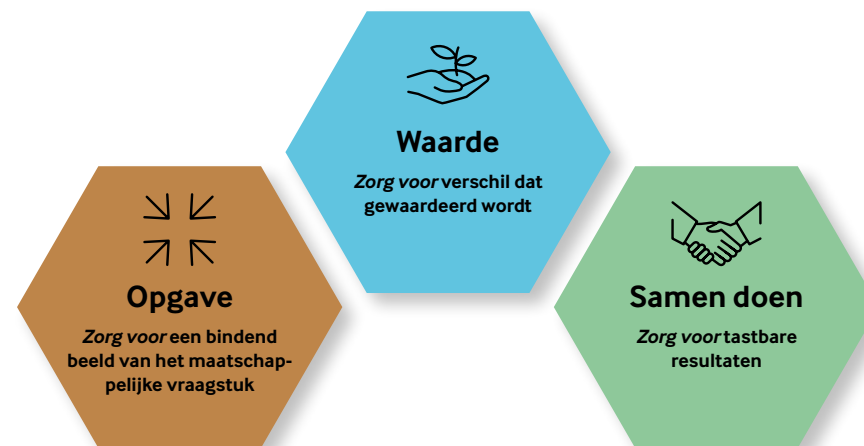 Waarde
Zorg voor verschil dat
gewaardeerd wordt
Opgave
Zorg voor een bindend
beeld van het maatschap-
pelijke vraagstuk
Samen doen
Zorg voor tastbare
resultaten